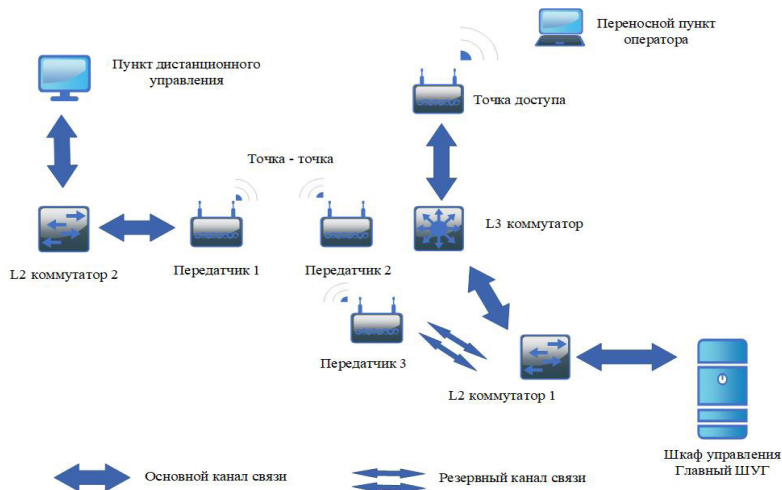 Переносной пункт
оператора
Пункт дистанционного
управления
Точка доступа
Точка - точка
L3 коммутатор
L2 коммутатор 2
Передатчик 1
Передатчик 2
Передатчик 3
L2 коммутатор 1
Шкаф управления
Главный ШУГ
Основной канал связи
Резервный канал связи